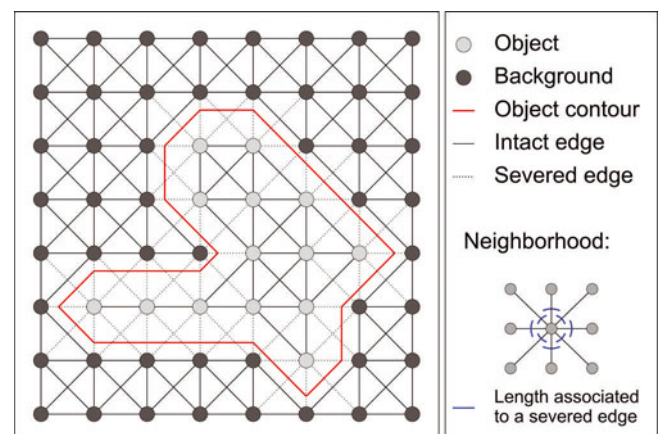 Object
Background
Object contour
Intact edge
Severed edge
Neighborhood:
Length associated
to a severed edge